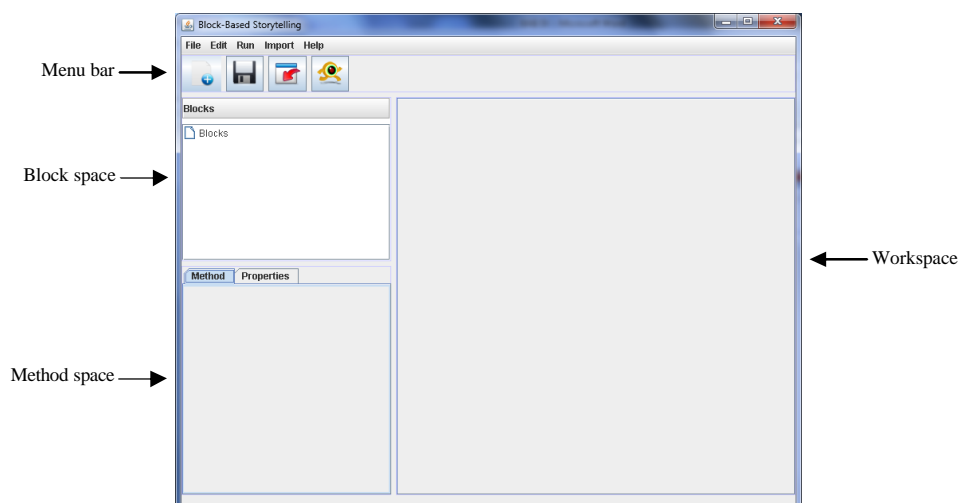 Block-Based Storytelling
File Edit Run Import Help
Menu bar
Blocks
Blocks
Block space
Workspace
Method Properties
Method space